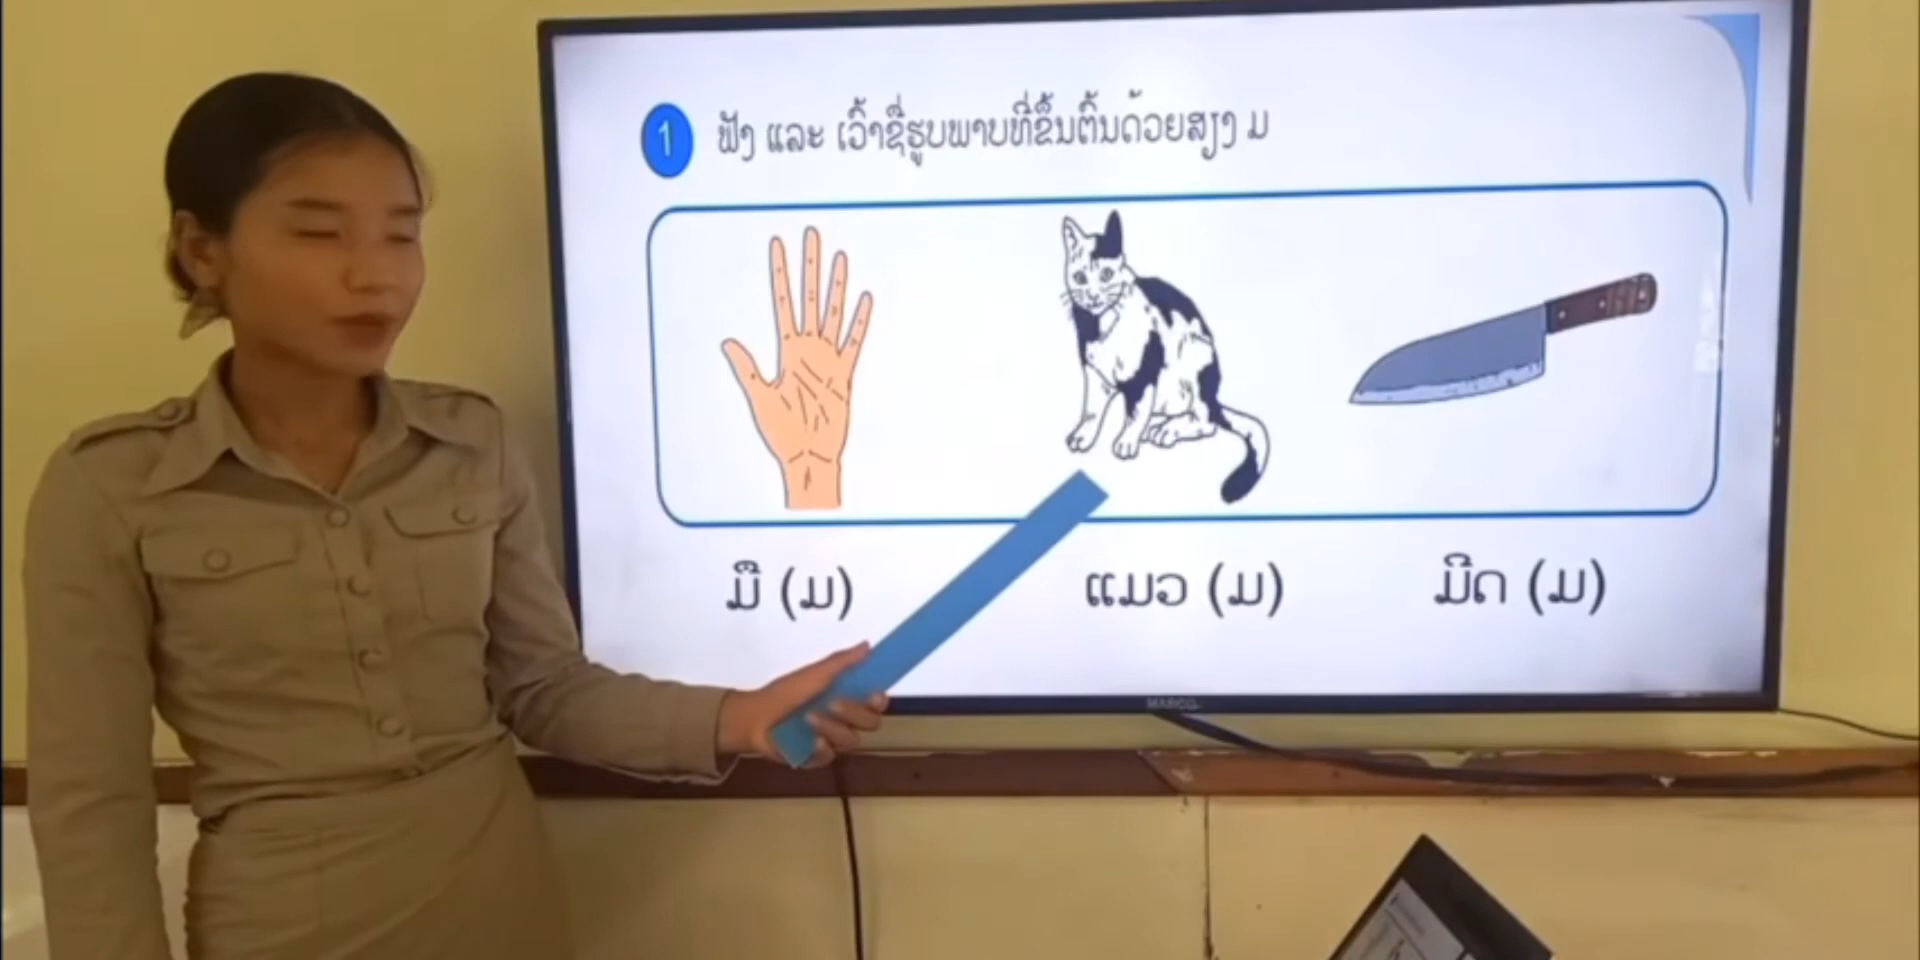 1 ຟັງ ແລະ ເວົ້າຊື່ຮູບພາບທີ່ຂຶ້ນຕົ້ນດ້ວຍສຽງ ມ
ມື (ມ) ແມວ (ມ) ມີດ (ມ)